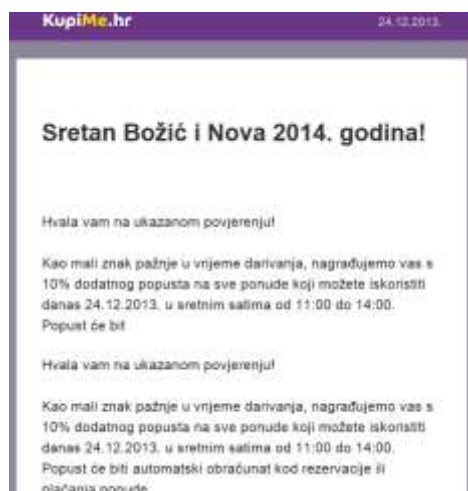 KupiMe.hr
24.12.2013.
Sretan Božić i Nova 2014. godina!
Hvala vam na ukazanom povjerenju!
Kao mali znak pažnje u vrijeme darivanja, nagrađujemo vas s
10% dodatnog popusta na sve ponude koji možete iskoristiti
danas 24.12.2013. u sretnim satima od 11:00 do 14:00.
Popust će bit
Hvala vam na ukazanom povjerenju!
Kao mali znak pažnje u vrijeme darivanja, nagrađujemo vas s
10% dodatnog popusta na sve ponude koji možete iskoristiti
danas 24.12.2013. u sretnim satima od 11:00 do 14:00.
Popust će biti automatski obračunat kod rezervacije ili
plaćanja ponude